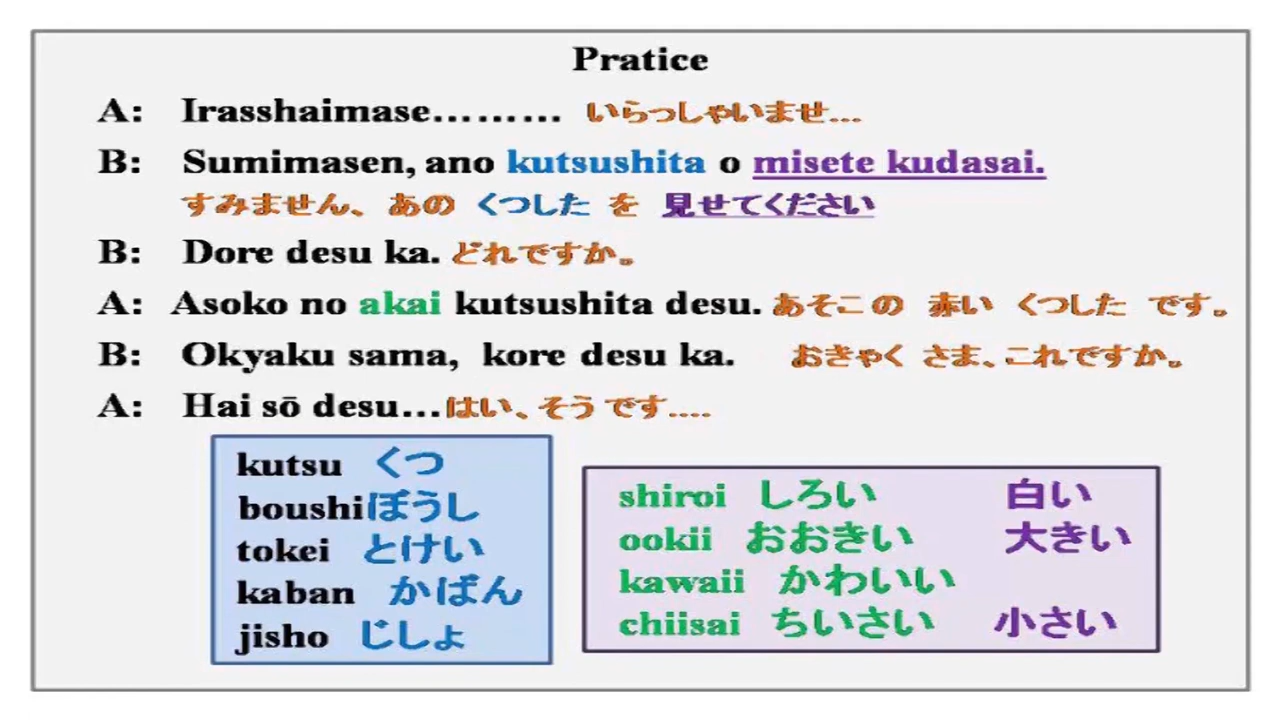 Pratice
A: Irasshaimase......... いらっしゃいませ...
B: Sumimasen, ano kutsushita o misete kudasai.
すみません、 あの くつした を 見せてください
B: Dore desu ka. どれですか。
A: Asoko no akai kutsushita desu. あそこの 赤い くつした です。
B: Okyaku sama, kore desu ka. おきゃく さま、これですか。
A: Hai sō desu...はい、そう です....
kutsu くつ
boushi ぼうし
tokei とけい
kaban かばん
jisho じしょ
shiroi しろい 白い
ookii おおきい 大きい
kawaii かわいい
chiisai ちいさい 小さい